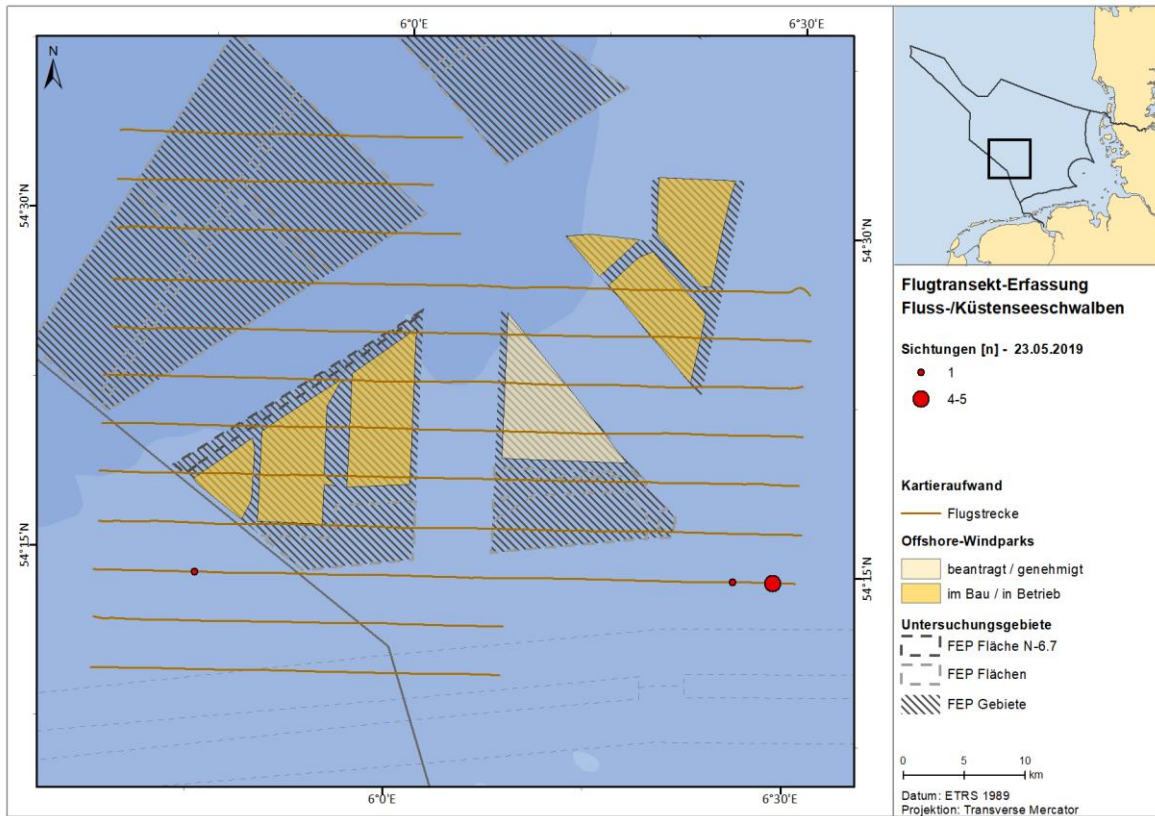 6°0'E
6°30'E
N
54°30'N
54°30'N
54°15'N
54°15'N
6°0'E
6°30'E
Flugtransekt-Erfassung
Fluss-/Küstenseeschwalben
Sichtungen [n] - 23.05.2019
1
4-5
Kartieraufwand
Flugstrecke
Offshore-Windparks
beantragt / genehmigt
im Bau / in Betrieb
Untersuchungsgebiete
FEP Fläche N-6.7
FEP Flächen
FEP Gebiete
0 5 10
km
Datum: ETRS 1989
Projektion: Transverse Mercator